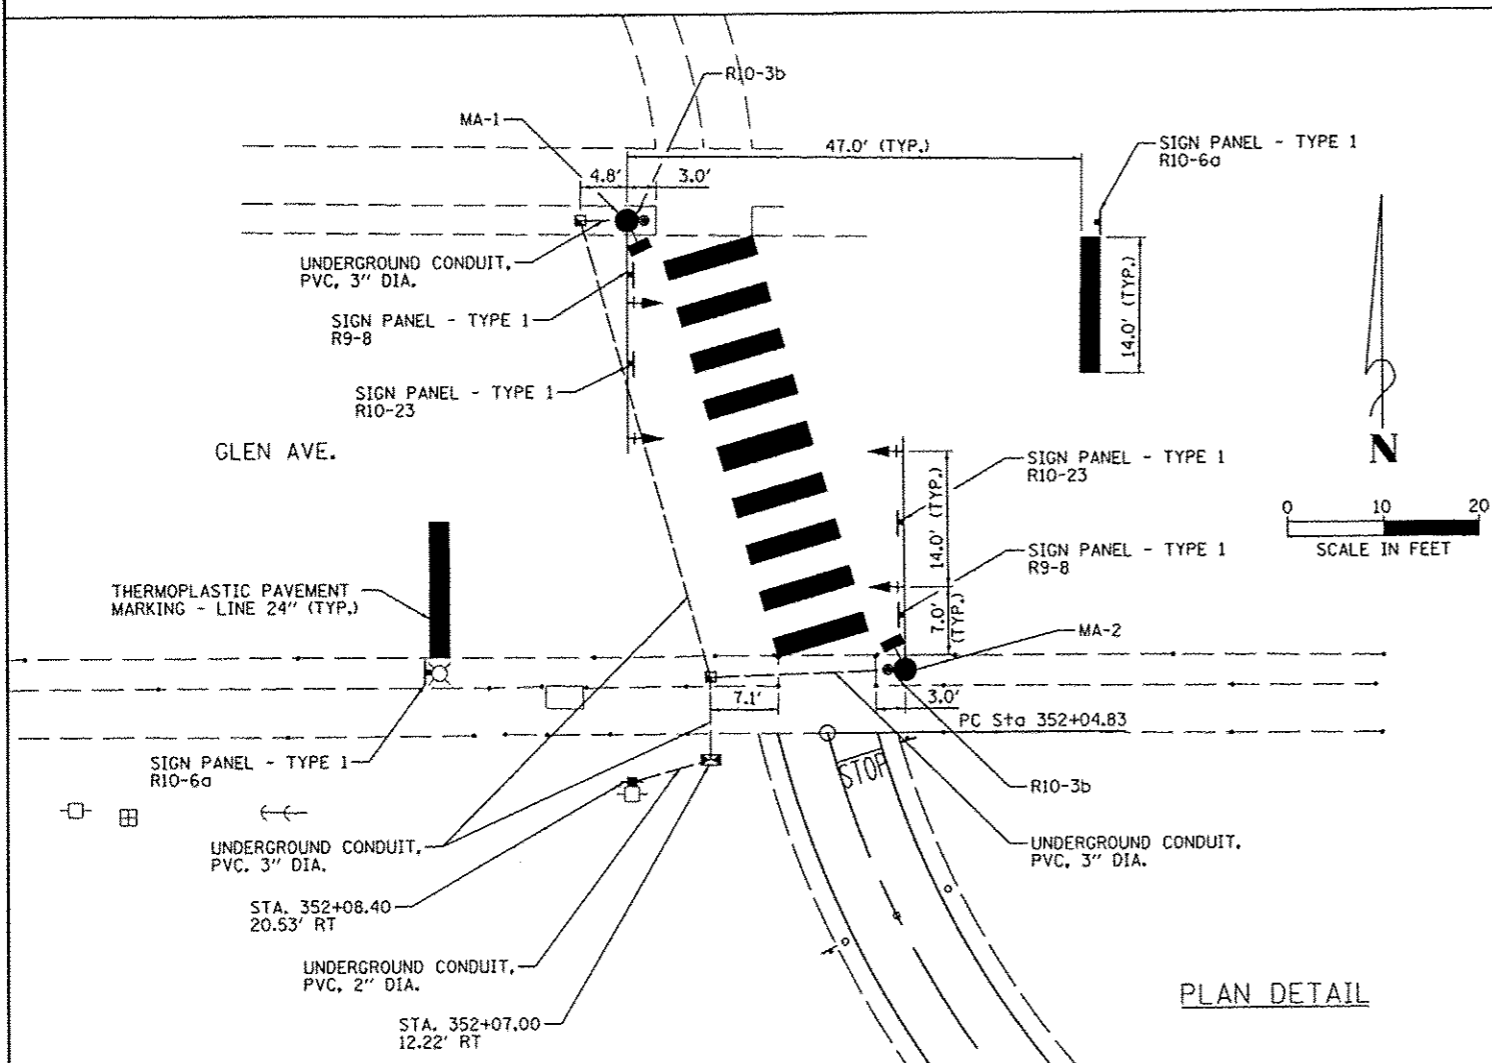 R10-3b
MA-1
47.0' (TYP.)
SIGN PANEL - TYPE 1
R10-6a
4.8'
3.0'
UNDERGROUND CONDUIT,
PVC, 3" DIA.
14.0' (TYP.)
SIGN PANEL - TYPE 1
R9-8
SIGN PANEL - TYPE 1
R10-23
GLEN AVE.
N
SIGN PANEL - TYPE 1
R10-23
14.0' (TYP.)
0 10 20
SCALE IN FEET
SIGN PANEL - TYPE 1
R9-8
THERMOPLASTIC PAVEMENT
MARKING - LINE 24" (TYP.)
7.0'
(TYP.)
MA-2
7.1'
3.0'
PC Sta 352+04.83
SIGN PANEL - TYPE 1
R10-6a
STOP
R10-3b
UNDERGROUND CONDUIT,
PVC, 3" DIA.
UNDERGROUND CONDUIT,
PVC, 3" DIA.
STA. 352+08.40
20.53' RT
UNDERGROUND CONDUIT,
PVC, 2" DIA.
PLAN DETAIL
STA. 352+07.00
12.22' RT